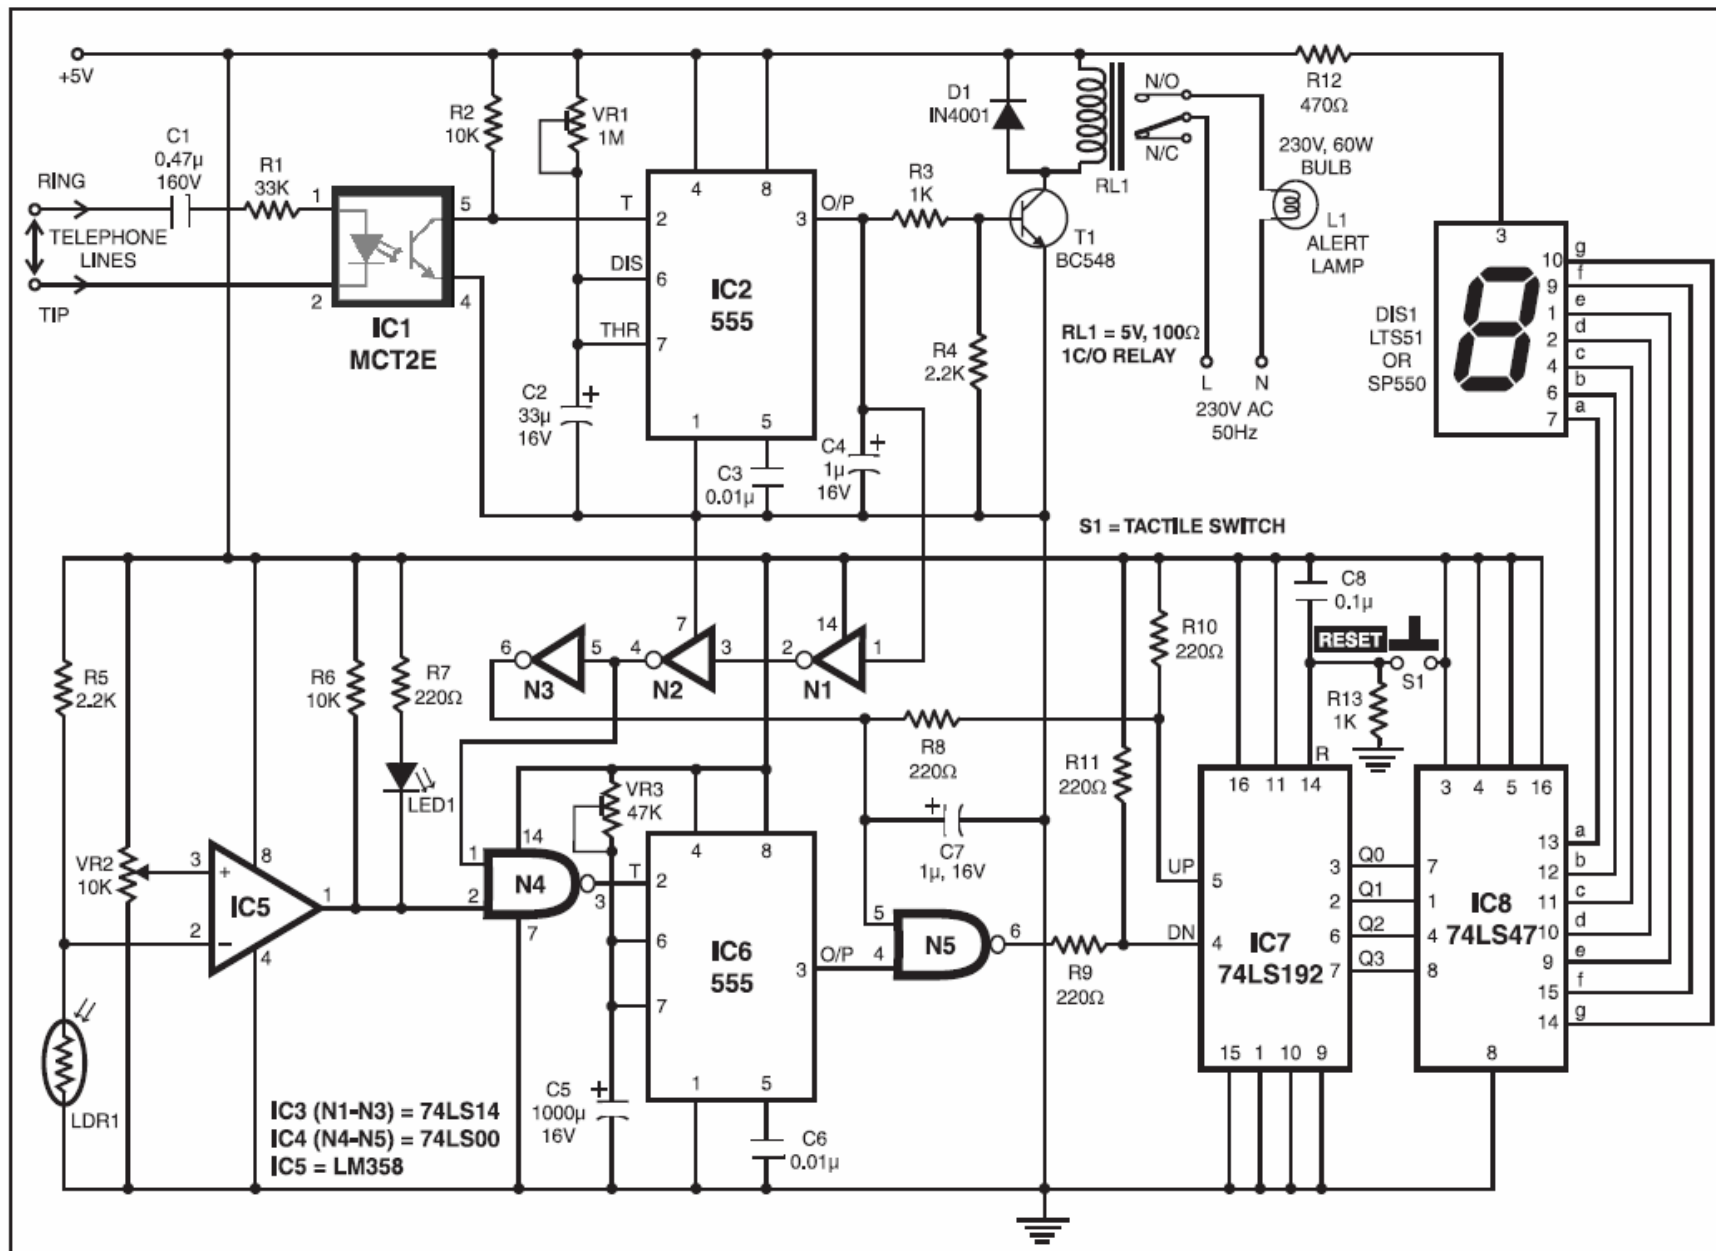 +5V
C1
0.47µ
160V
RING
R1
33K
1
5
TELEPHONE
LINES
TIP
2
4
IC1
MCT2E
R2
10K
VR1
1M
T
2
DIS
6
THR
7
4
8
3
IC2
555
1
5
C2
33µ
16V
C3
0.01µ
O/P
R3
1K
C4
1µ
16V
R4
2.2K
D1
IN4001
T1
BC548
RL1
N/O
N/C
R12
470Ω
230V, 60W
BULB
L1
ALERT
LAMP
RL1 = 5V, 100Ω
1C/O RELAY
L
N
230V AC
50Hz
DIS1
LTS51
OR
SP550
3
10
g
9
f
1
e
2
d
4
c
6
b
7
a
S1 = TACTILE SWITCH
R5
2.2K
R6
10K
R7
220Ω
LED1
6
5
N3
4
7
3
N2
2
14
1
N1
R8
220Ω
C7
1µ, 16V
R10
220Ω
R11
220Ω
C8
0.1µ
RESET
S1
R13
1K
VR2
10K
3
+
2
–
8
4
1
IC5
1
2
14
7
3
N4
VR3
47K
T
2
6
7
4
8
3
IC6
555
1
5
O/P
5
4
6
N5
R9
220Ω
UP
5
DN
4
R
16
11
14
IC7
74LS192
3
Q0
2
Q1
6
Q2
7
Q3
15
1
10
9
3
4
5
16
7
1
4
8
IC8
74LS47
13
a
12
b
11
c
10
d
9
e
15
f
14
g
8
LDR1
C5
1000µ
16V
C6
0.01µ
IC3 (N1-N3) = 74LS14
IC4 (N4-N5) = 74LS00
IC5 = LM358